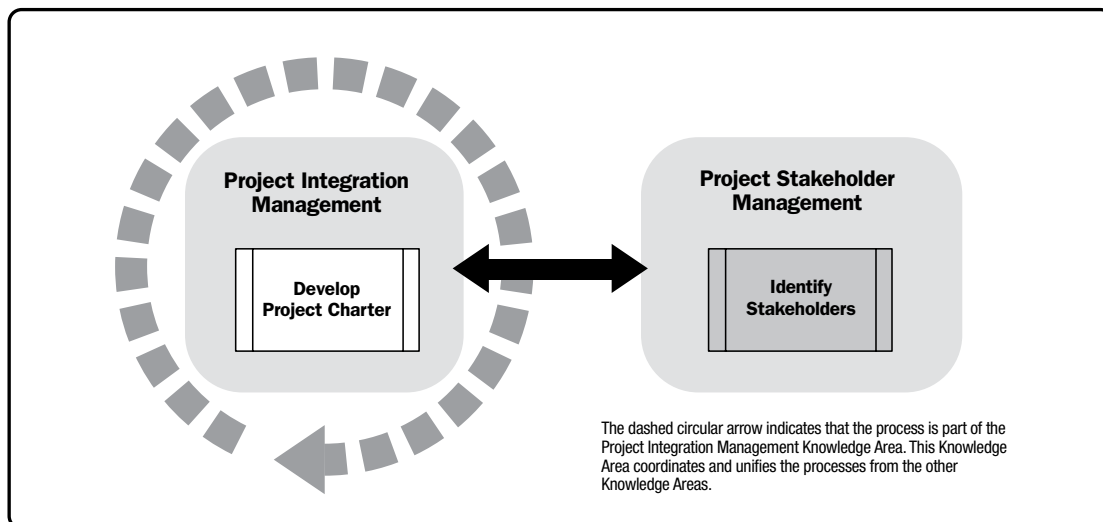 Project Integration
Management
Develop
Project Charter
Project Stakeholder
Management
Identify
Stakeholders
The dashed circular arrow indicates that the process is part of the
Project Integration Management Knowledge Area. This Knowledge
Area coordinates and unifies the processes from the other
Knowledge Areas.